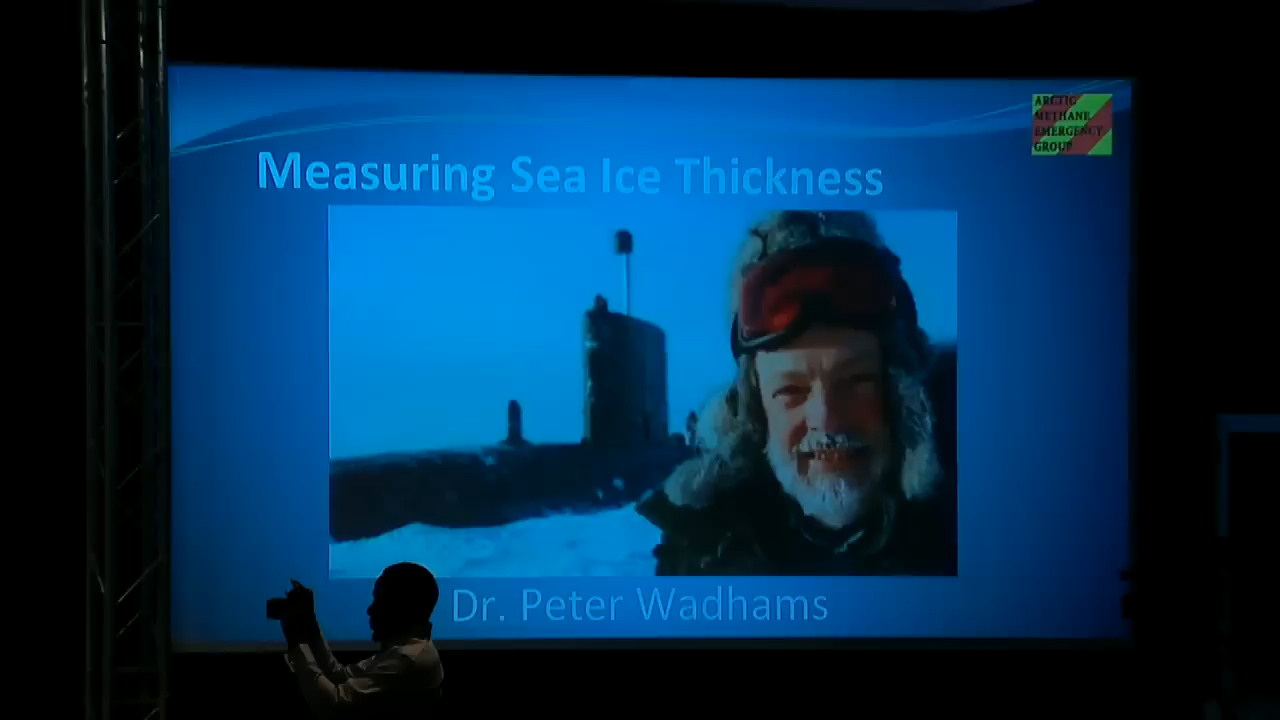 ARCTIC
METHANE
EMERGENCY
GROUP
Measuring Sea Ice Thickness
Dr. Peter Wadhams